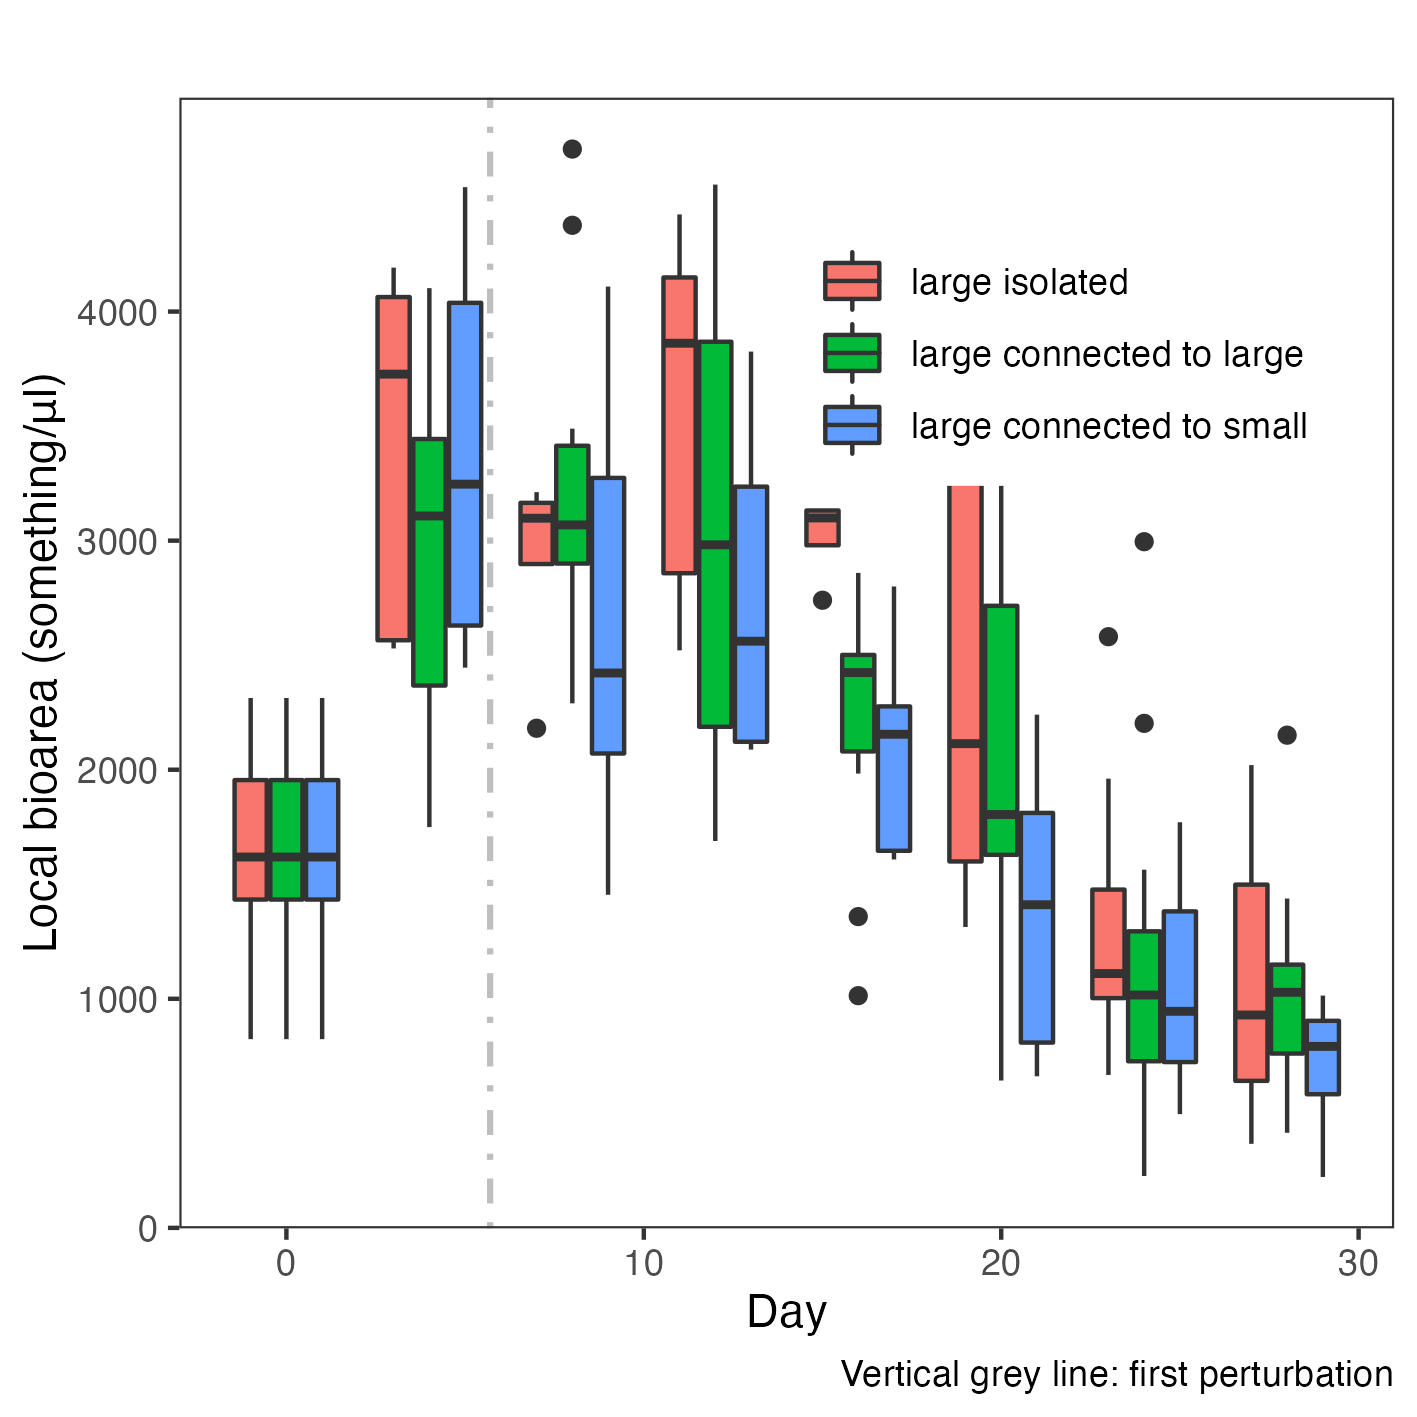 Local bioarea (something/µl)
4000
3000
2000
1000
0
large isolated
large connected to large
large connected to small
0 10 20 30
Day
Vertical grey line: first perturbation